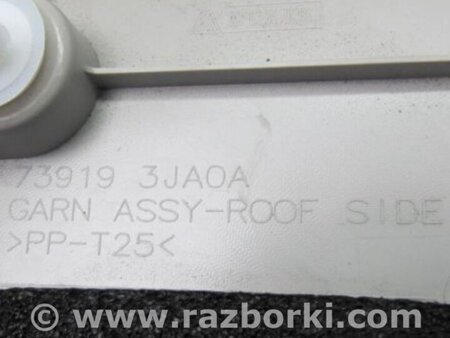 73919 3JA0A
GARN ASSY-ROOF SIDE
>PP-T25<
www.razborki.com